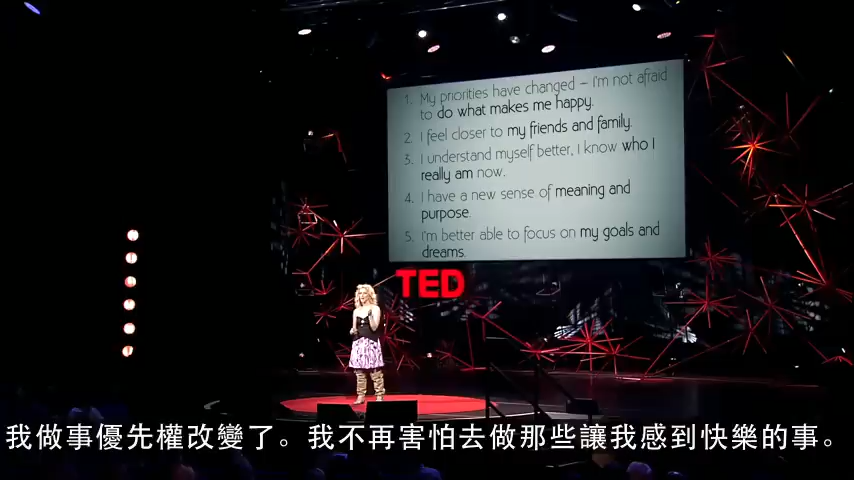 1. My priorities have changed – I'm not afraid
to do what makes me happy.
2. I feel closer to my friends and family.
3. I understand myself better. I know who I
really am now.
4. I have a new sense of meaning and
purpose.
5. I'm better able to focus on my goals and
dreams.
TED
我做事優先權改變了。我不再害怕去做那些讓我感到快樂的事。